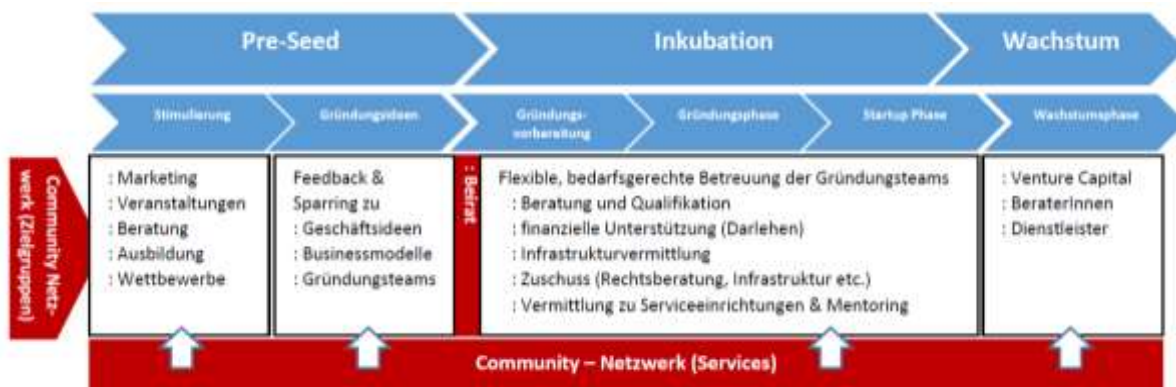 Pre-Seed
Inkubation
Wachstum
Stimulierung
Gründungsideen
Gründungs-
vorbereitung
Gründungsphase
Startup Phase
Wachstumsphase
Community Netz-
werk (Zielgruppen)
: Marketing
: Veranstaltungen
: Beratung
: Ausbildung
: Wettbewerbe
Feedback &
Sparring zu
: Geschäftsideen
: Businessmodelle
: Gründungsteams
: Beirat
Flexible, bedarfsgerechte Betreuung der Gründungsteams
: Beratung und Qualifikation
: finanzielle Unterstützung (Darlehen)
: Infrastrukturvermittlung
: Zuschuss (Rechtsberatung, Infrastruktur etc.)
: Vermittlung zu Serviceeinrichtungen & Mentoring
: Venture Capital
: BeraterInnen
: Dienstleister
Community – Netzwerk (Services)